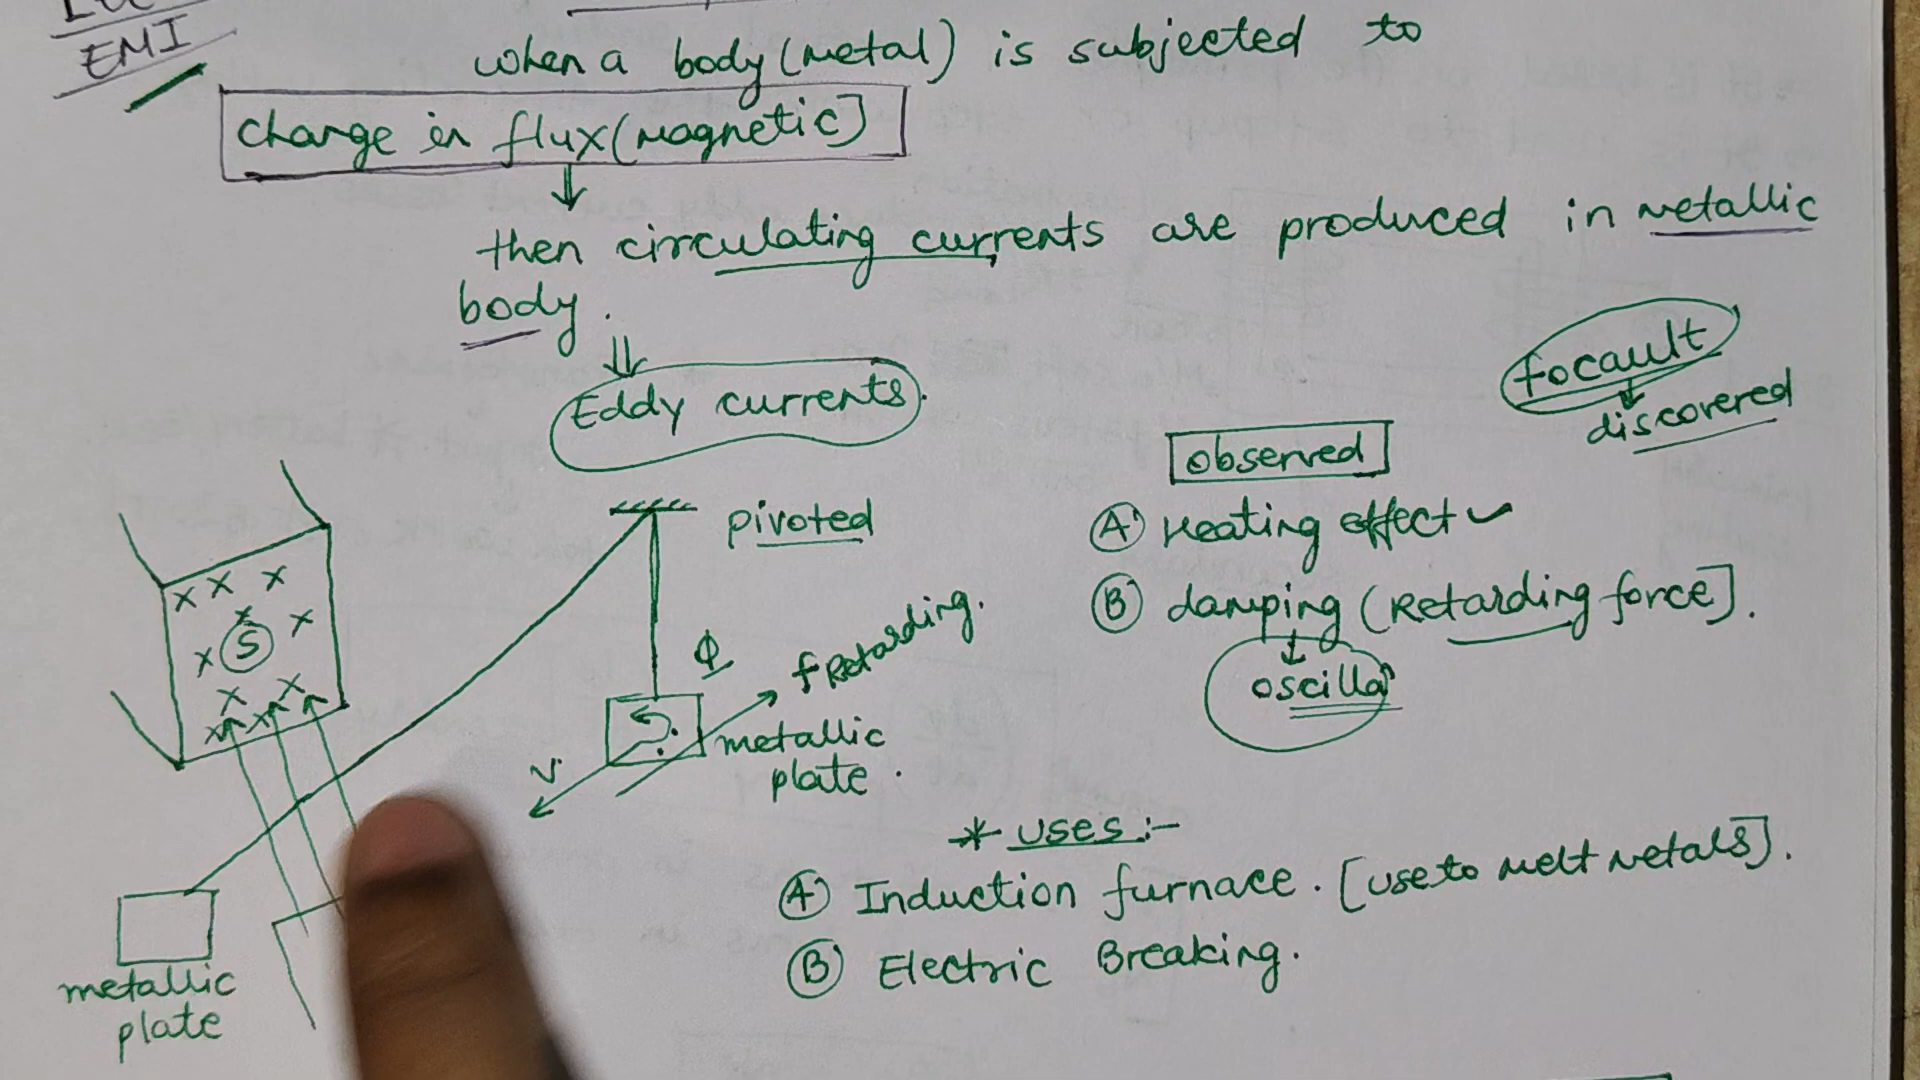 EMI
when a body (metal) is subjected to
change in flux (magnetic]
then circulating currents are produced in metallic
body.
Eddy currents.
focault
discovered
observed
pivoted
(A) Heating effect ✓
(B) damping (Retarding force].
oscilla
x x x
x x x
x S
x x
x x
ϕ
f Retarding.
v
metallic
plate.
* uses :-
(A) Induction furnace. [use to melt metals].
(B) Electric Breaking.
metallic
plate